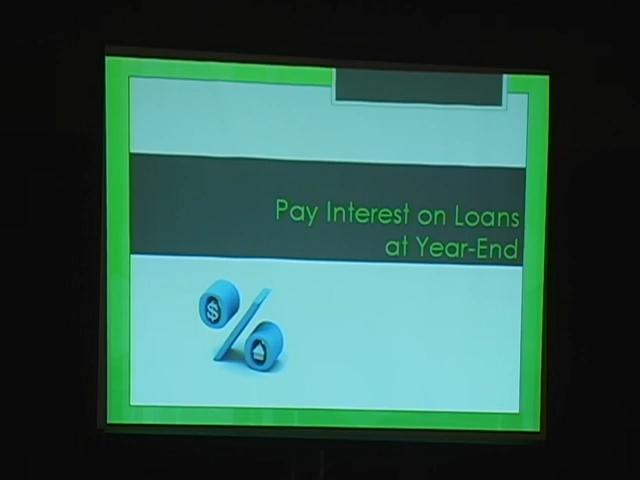 Pay Interest on Loans
at Year-End
$